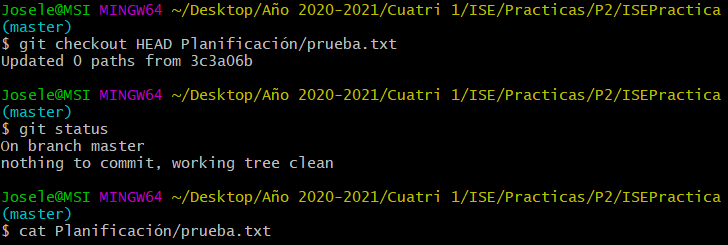 Josele@MSI MINGW64 ~/Desktop/Año 2020-2021/Cuatri 1/ISE/Practicas/P2/ISEPractica
(master)
$ git checkout HEAD Planificación/prueba.txt
Updated 0 paths from 3c3a06b
Josele@MSI MINGW64 ~/Desktop/Año 2020-2021/Cuatri 1/ISE/Practicas/P2/ISEPractica
(master)
$ git status
On branch master
nothing to commit, working tree clean
Josele@MSI MINGW64 ~/Desktop/Año 2020-2021/Cuatri 1/ISE/Practicas/P2/ISEPractica
(master)
$ cat Planificación/prueba.txt